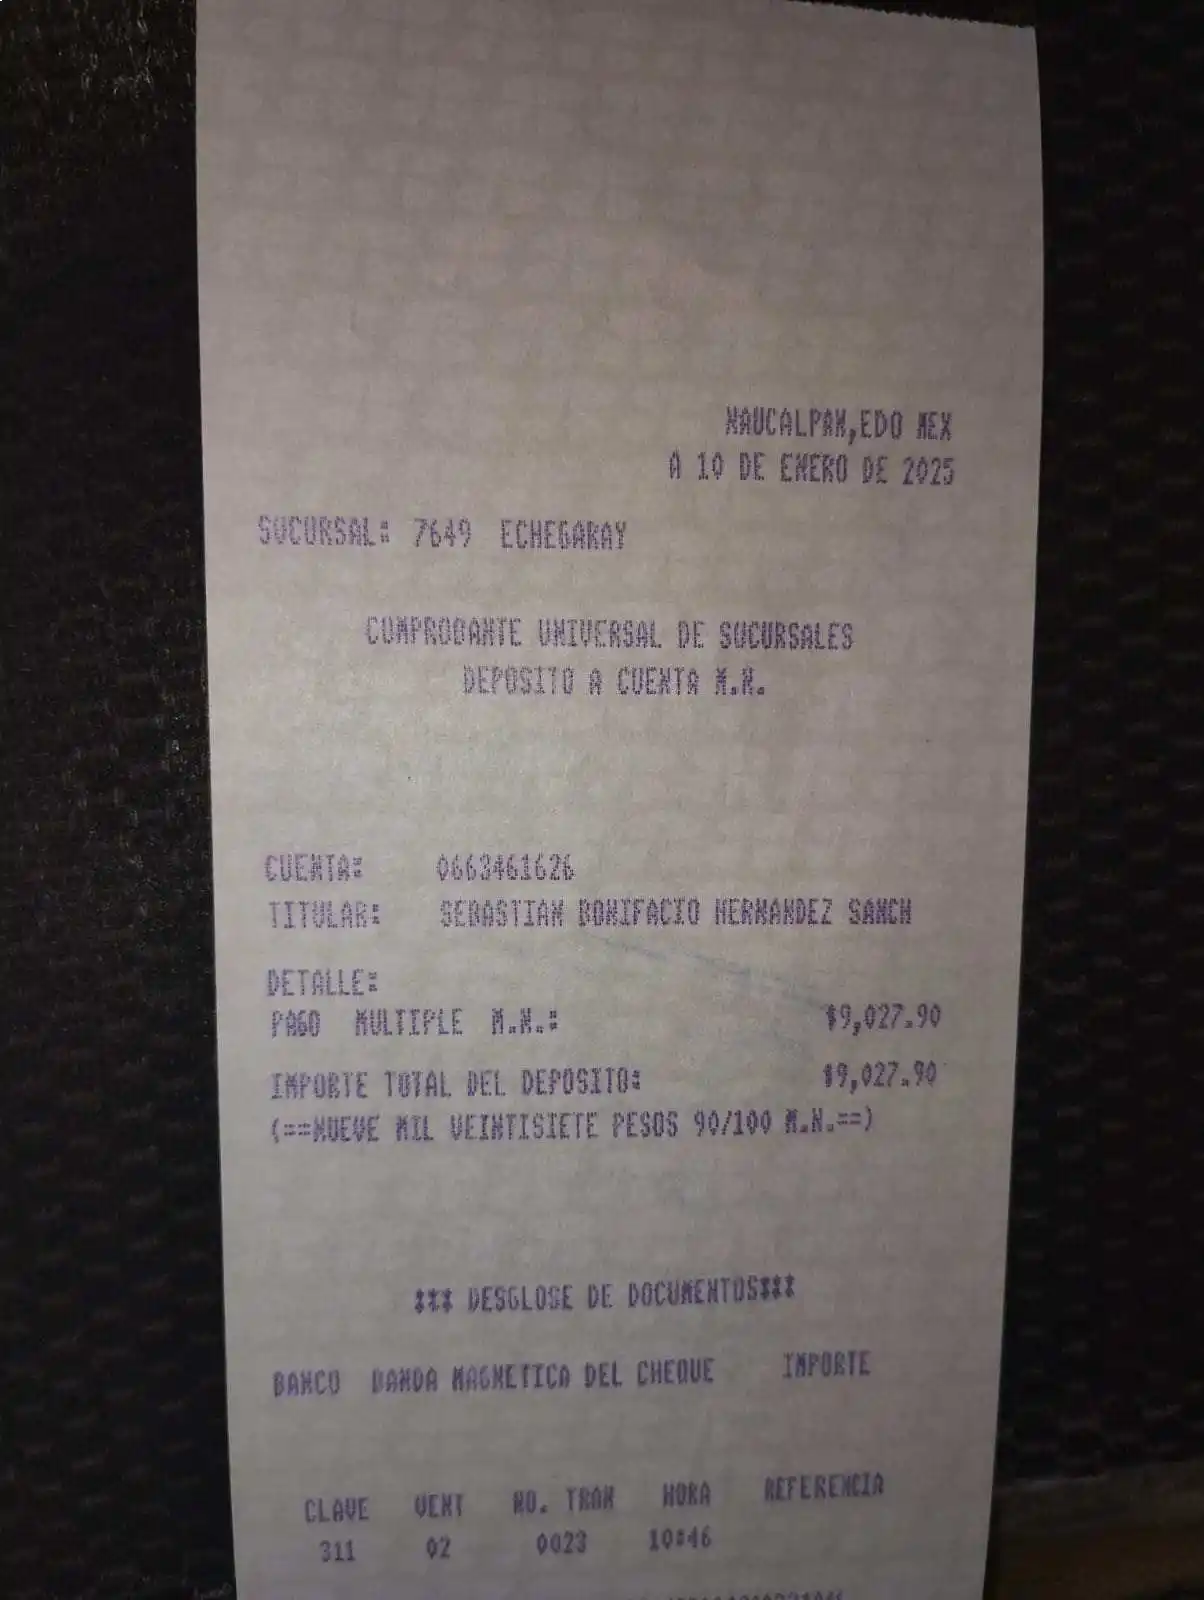 NAUCALPAN,EDO MEX
A 10 DE ENERO DE 2025
SUCURSAL: 7649 ECHEGARAY
COMPROBANTE UNIVERSAL DE SUCURSALES
DEPOSITO A CUENTA M.N.
CUENTA: 0663461626
TITULAR: SEBASTIAN BONIFACIO HERNANDEZ SANCH
DETALLE:
PAGO MULTIPLE M.N.: $9,027.90
IMPORTE TOTAL DEL DEPOSITO: $9,027.90
(==NUEVE MIL VEINTISIETE PESOS 90/100 M.N.==)
*** DESGLOSE DE DOCUMENTOS***
BANCO BANDA MAGNETICA DEL CHEQUE IMPORTE
CLAVE VENT NO. TRAN HORA REFERENCIA
311 02 0023 10:46